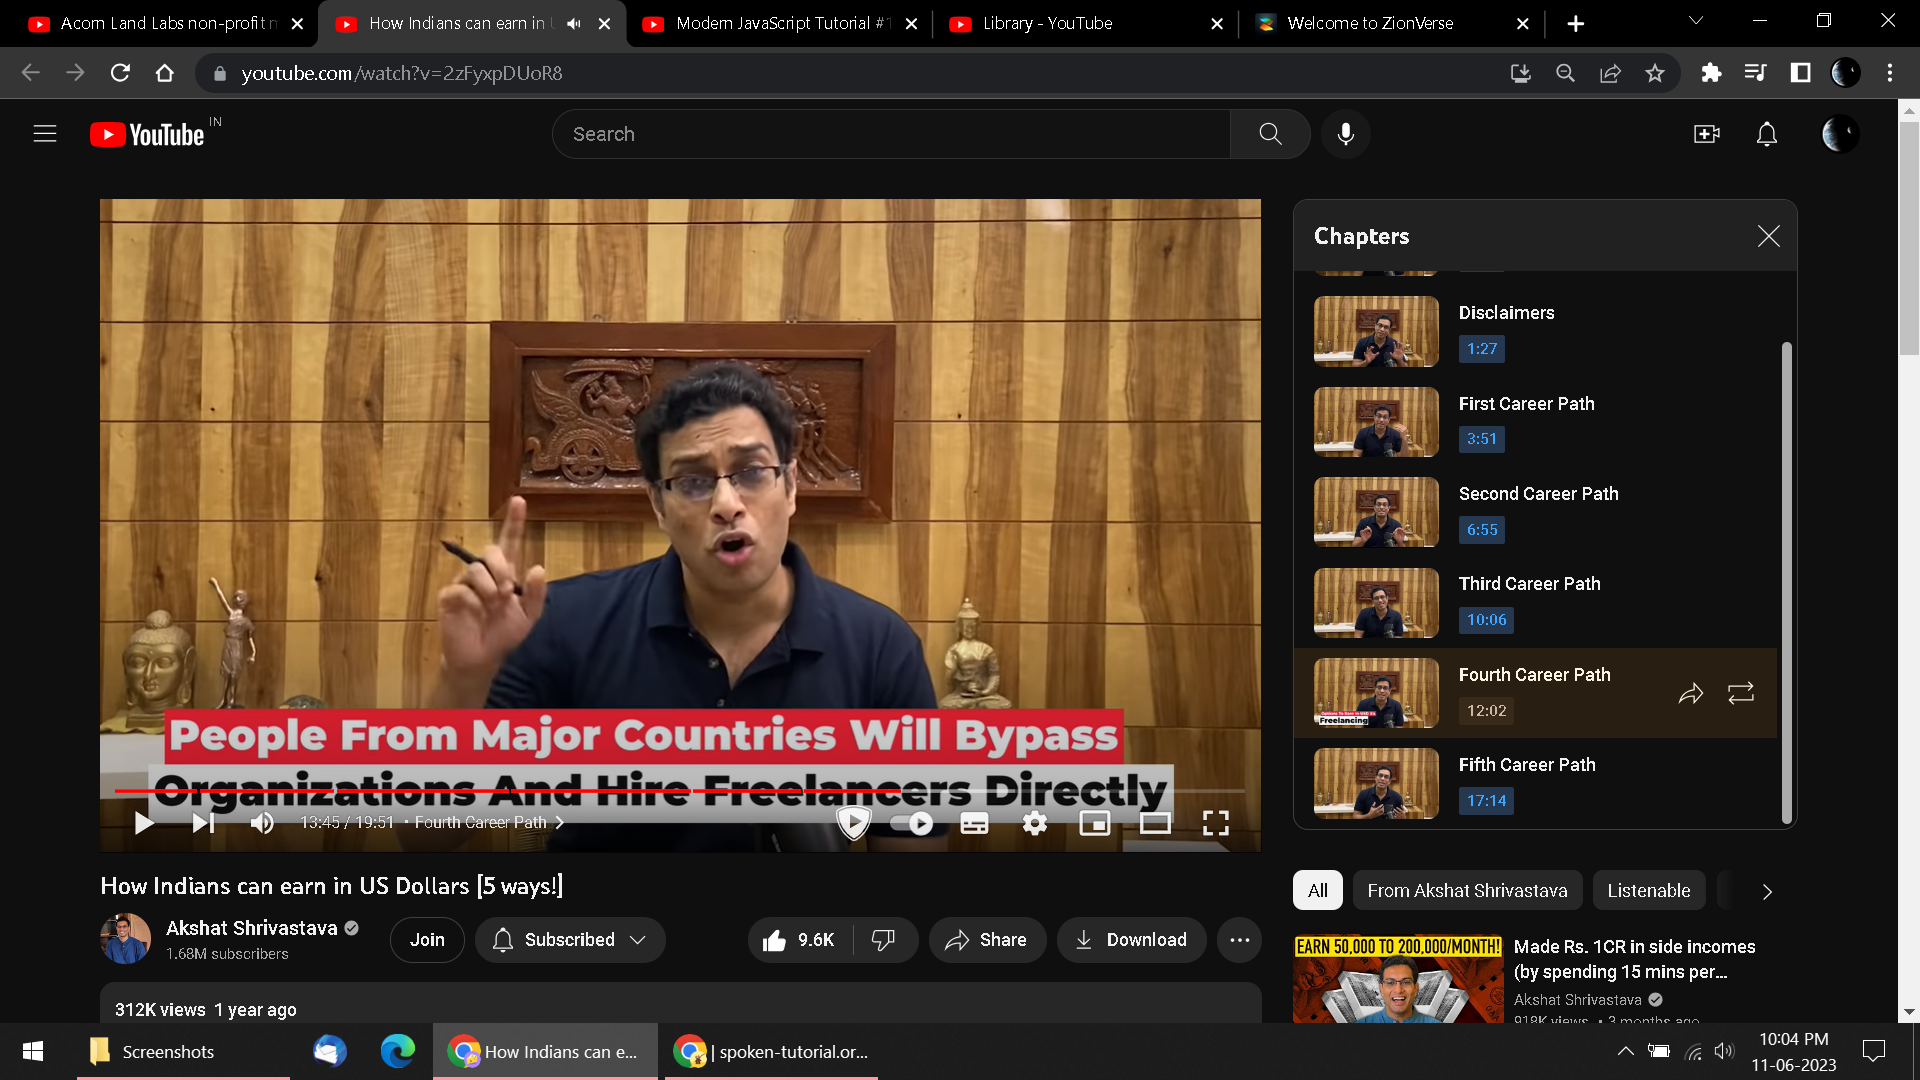 Acorn Land Labs non-profit
How Indians can earn in
Modern JavaScript Tutorial #1
Library - YouTube
Welcome to ZionVerse
youtube.com/watch?v=2zFyxpDUoR8
YouTube IN
Search
Chapters
Disclaimers
1:27
First Career Path
3:51
Second Career Path
6:55
Third Career Path
10:06
Fourth Career Path
12:02
Freelancing
Fifth Career Path
17:14
People From Major Countries Will Bypass
Organizations And Hire Freelancers Directly
13:45 / 19:51 • Fourth Career Path
How Indians can earn in US Dollars [5 ways!]
Akshat Shrivastava
1.68M subscribers
Join
Subscribed
9.6K
Share
Download
312K views 1 year ago
All
From Akshat Shrivastava
Listenable
EARN 50,000 TO 200,000/MONTH!
Made Rs. 1CR in side incomes
(by spending 15 mins per...
Akshat Shrivastava
918K views • 3 months ago
Screenshots
How Indians can e...
| spoken-tutorial.or...
10:04 PM
11-06-2023